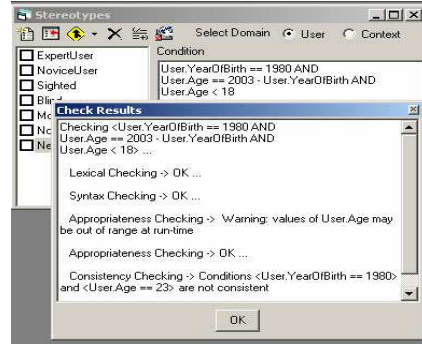 Stereotypes
Select Domain User Context
ExpertUser
NoviceUser
Sighted
Condition
User.YearOfBirth == 1980 AND
User.Age == 2003 - User.YearOfBirth AND
User.Age < 18
Check Results
Checking <User.YearOfBirth == 1980 AND
User.Age == 2003 - User.YearOfBirth AND
User.Age < 18> ...
Lexical Checking -> OK ...
Syntax Checking -> OK ...
Appropriateness Checking -> Warning: values of User.Age may
be out of range at run-time
Appropriateness Checking -> OK ...
Consistency Checking -> Conditions <User.YearOfBirth == 1980>
and <User.Age == 23> are not consistent
OK